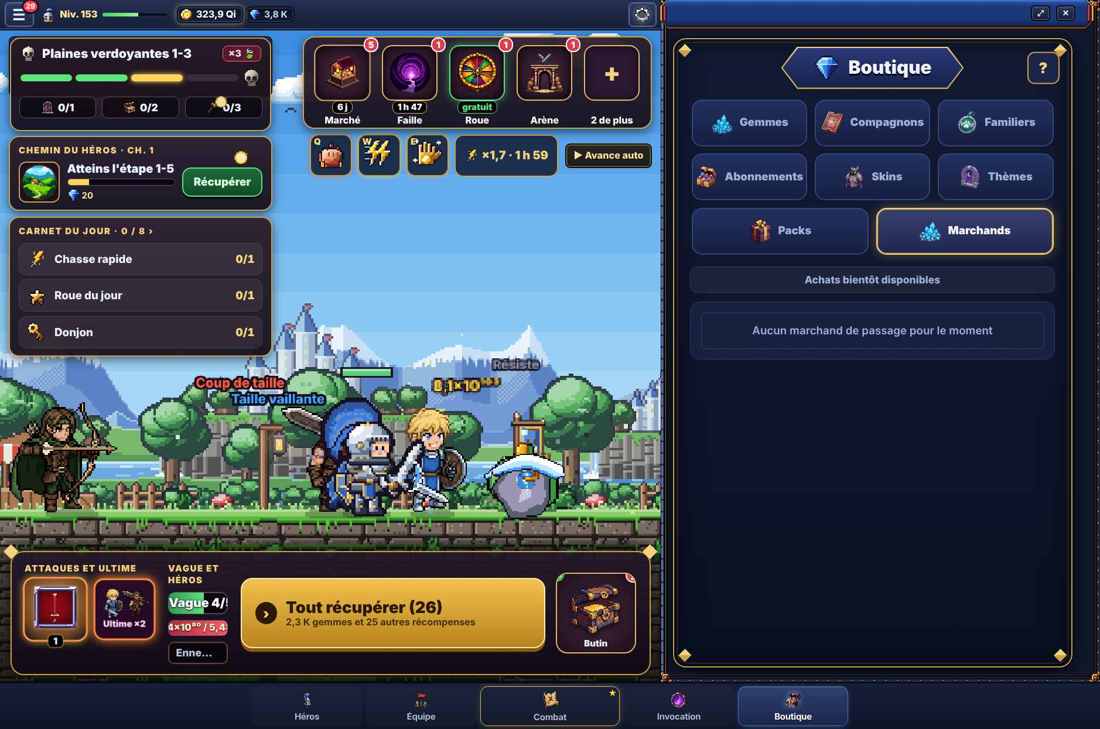 29
Niv. 153
323,9 Qi
3,8 K
Plaines verdoyantes 1-3
×3
0/1
0/2
0/3
CHEMIN DU HÉROS · CH. 1
Atteins l'étape 1-5
20
Récupérer
CARNET DU JOUR · 0 / 8 ›
Chasse rapide
0/1
Roue du jour
0/1
Donjon
0/1
5
1
1
1
6 j
1 h 47
gratuit
+
Marché
Faille
Roue
Arène
2 de plus
Q
W
E
×1,7 · 1 h 59
▶ Avance auto
Résiste
Coup de taille
Taille vaillante
ATTAQUES ET ULTIME
1
Ultime ×2
VAGUE ET
HÉROS
Vague 4/
Enne...
Tout récupérer (26)
2,3 K gemmes et 25 autres récompenses
Butin
Boutique
?
Gemmes
Compagnons
Familiers
Abonnements
Skins
Thèmes
Packs
Marchands
Achats bientôt disponibles
Aucun marchand de passage pour le moment
Héros
Équipe
Combat
Invocation
Boutique